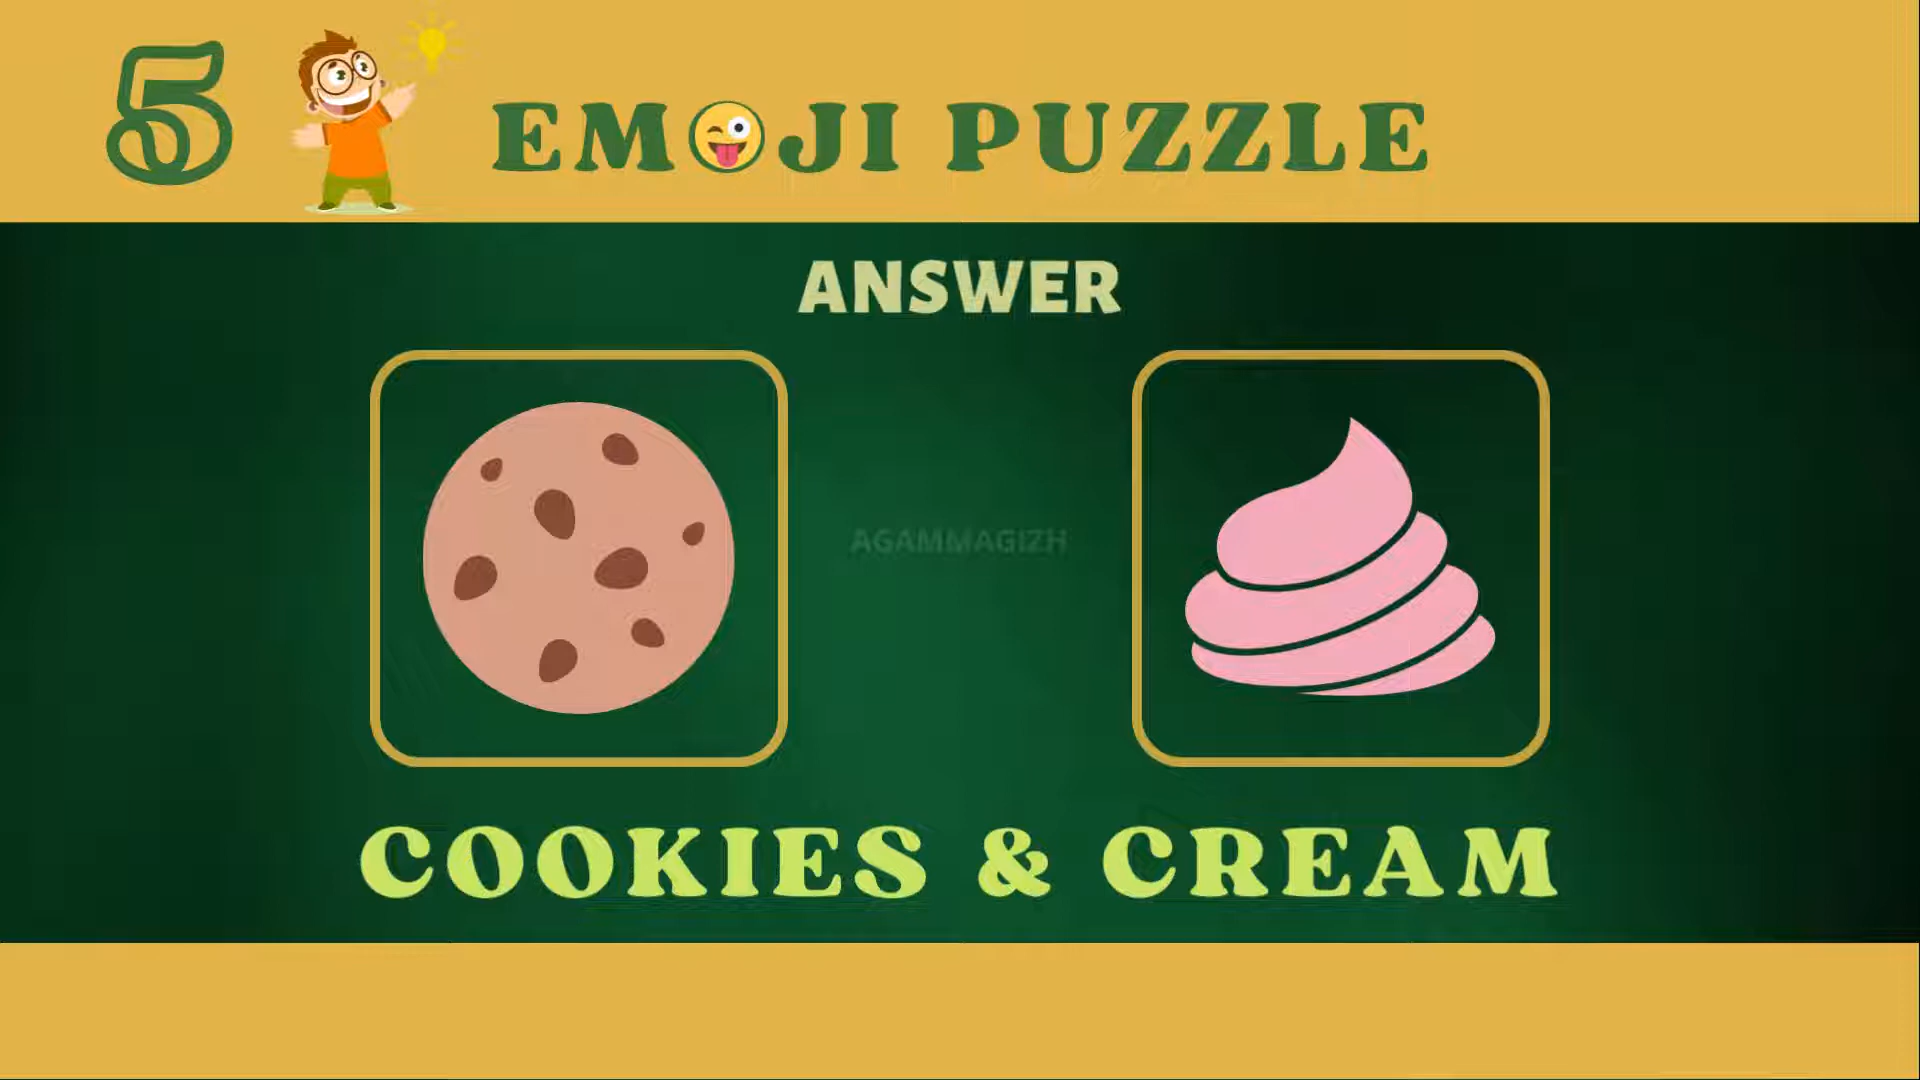 5
EMOJI PUZZLE
ANSWER
AGAMMAGIZH
COOKIES & CREAM